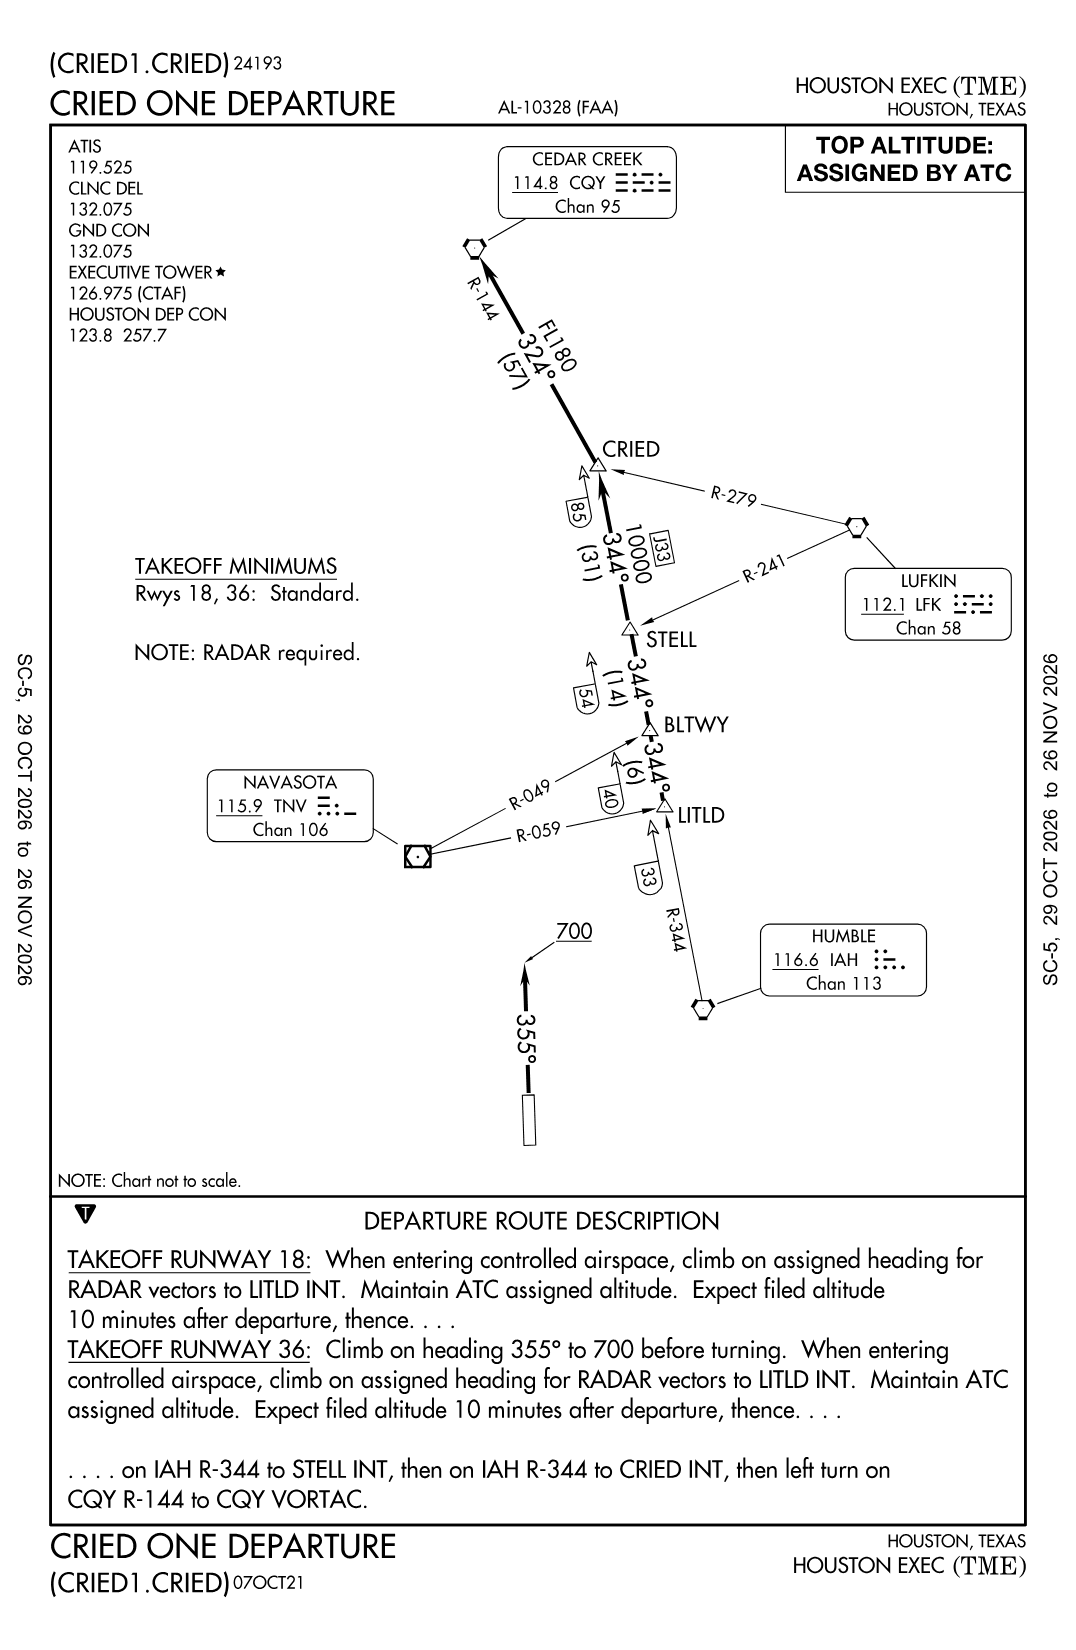 (CRIED1.CRIED) 24193
CRIED ONE DEPARTURE
AL-10328 (FAA)
HOUSTON EXEC (TME)
HOUSTON, TEXAS
ATIS
119.525
CLNC DEL
132.075
GND CON
132.075
EXECUTIVE TOWER★
126.975 (CTAF)
HOUSTON DEP CON
123.8 257.7
TOP ALTITUDE:
ASSIGNED BY ATC
CEDAR CREEK
114.8 CQY
Chan 95
R-144
FL180
324°
(57)
CRIED
R-279
85
J33
10000
344°
(31)
R-241
LUFKIN
112.1 LFK
Chan 58
TAKEOFF MINIMUMS
Rwys 18, 36: Standard.
NOTE: RADAR required.
STELL
344°
(14)
54
BLTWY
344°
(6)
40
NAVASOTA
115.9 TNV
Chan 106
R-049
R-059
LITLD
33
R-344
HUMBLE
116.6 IAH
Chan 113
700
355°
NOTE: Chart not to scale.
SC-5, 29 OCT 2026 to 26 NOV 2026
SC-5, 29 OCT 2026 to 26 NOV 2026
T
DEPARTURE ROUTE DESCRIPTION
TAKEOFF RUNWAY 18: When entering controlled airspace, climb on assigned heading for
RADAR vectors to LITLD INT. Maintain ATC assigned altitude. Expect filed altitude
10 minutes after departure, thence. . . .
TAKEOFF RUNWAY 36: Climb on heading 355° to 700 before turning. When entering
controlled airspace, climb on assigned heading for RADAR vectors to LITLD INT. Maintain ATC
assigned altitude. Expect filed altitude 10 minutes after departure, thence. . . .
. . . . on IAH R-344 to STELL INT, then on IAH R-344 to CRIED INT, then left turn on
CQY R-144 to CQY VORTAC.
CRIED ONE DEPARTURE
(CRIED1.CRIED) 07OCT21
HOUSTON, TEXAS
HOUSTON EXEC (TME)